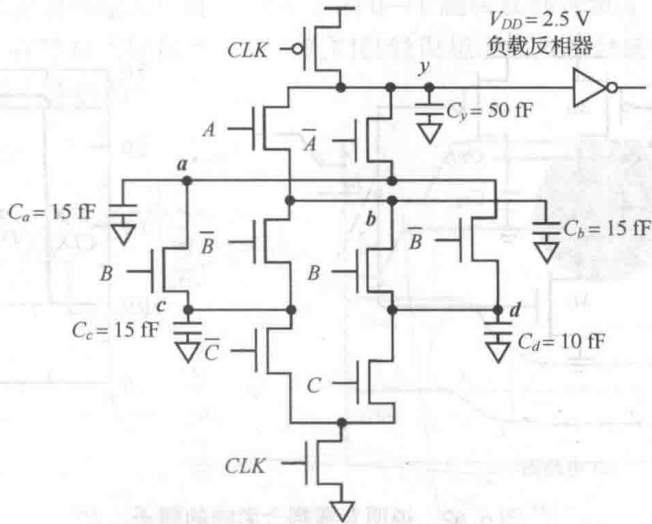 V_DD = 2.5 V
负载反相器
CLK
y
C_y = 50 fF
A
A̅
a
C_a = 15 fF
b
C_b = 15 fF
B
B̅
B
B̅
c
d
C_c = 15 fF
C_d = 10 fF
C̅
C
CLK